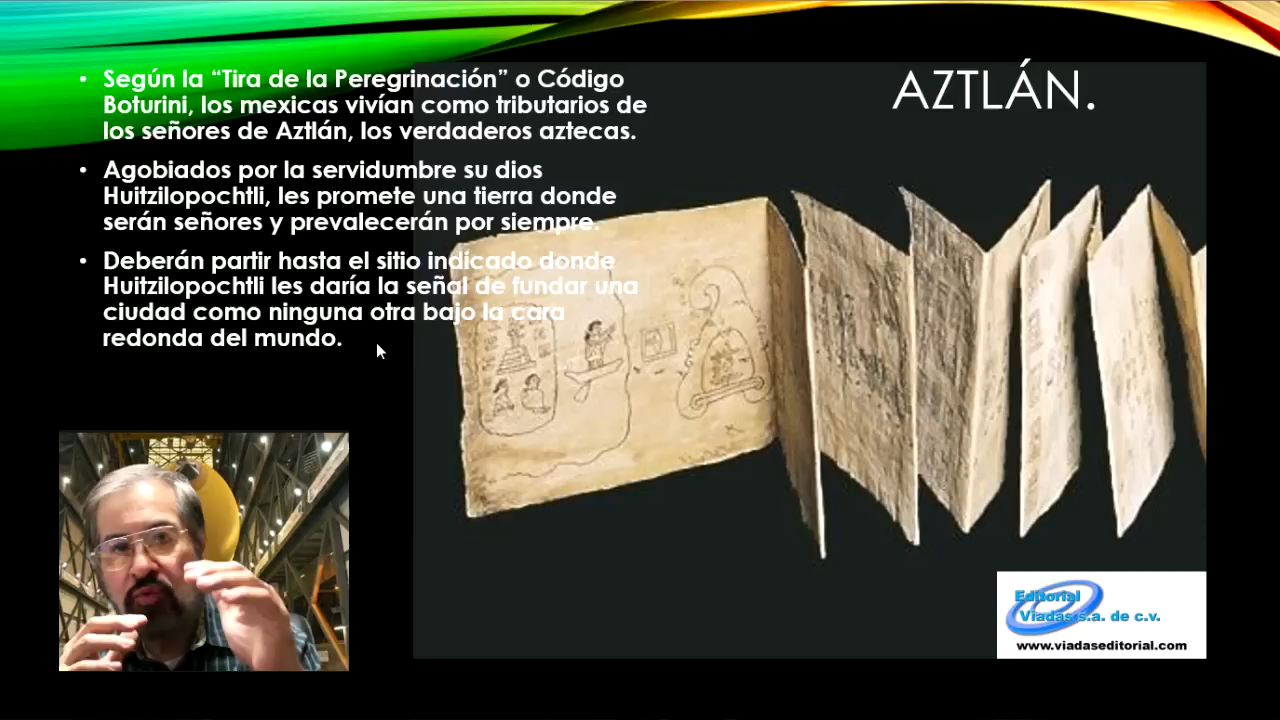 AZTLÁN.
• Según la “Tira de la Peregrinación” o Código
Boturini, los mexicas vivían como tributarios de
los señores de Aztlán, los verdaderos aztecas.
• Agobiados por la servidumbre su dios
Huitzilopochtli, les promete una tierra donde
serán señores y prevalecerán por siempre.
• Deberán partir hasta el sitio indicado donde
Huitzilopochtli les daría la señal de fundar una
ciudad como ninguna otra bajo la cara
redonda del mundo.
Editorial
Viadas s.a. de c.v.
www.viadaseditorial.com